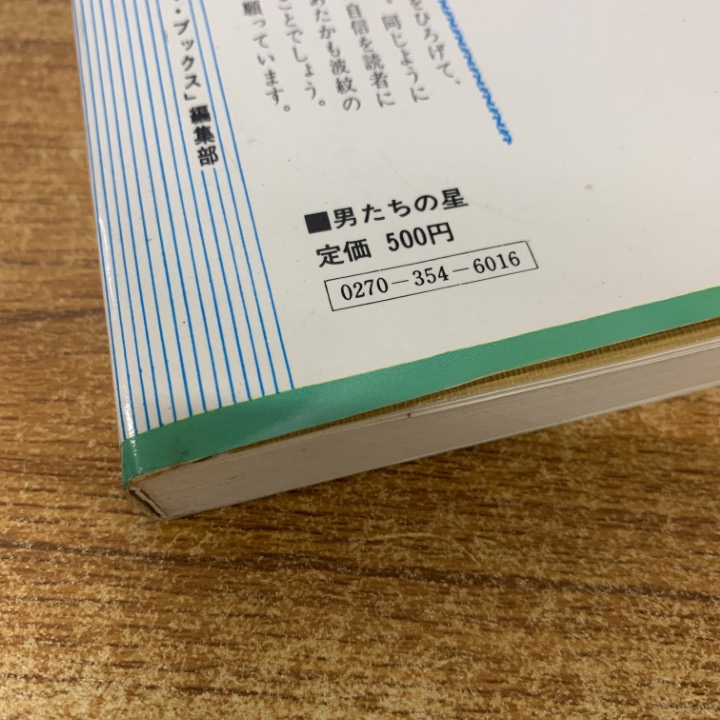 をひろげて、
。同じように
自信を読者に
あたかも波紋の
ことでしょう。
願っています。
・ブックス」編集部
■男たちの星
定価 500円
0270-354-6016